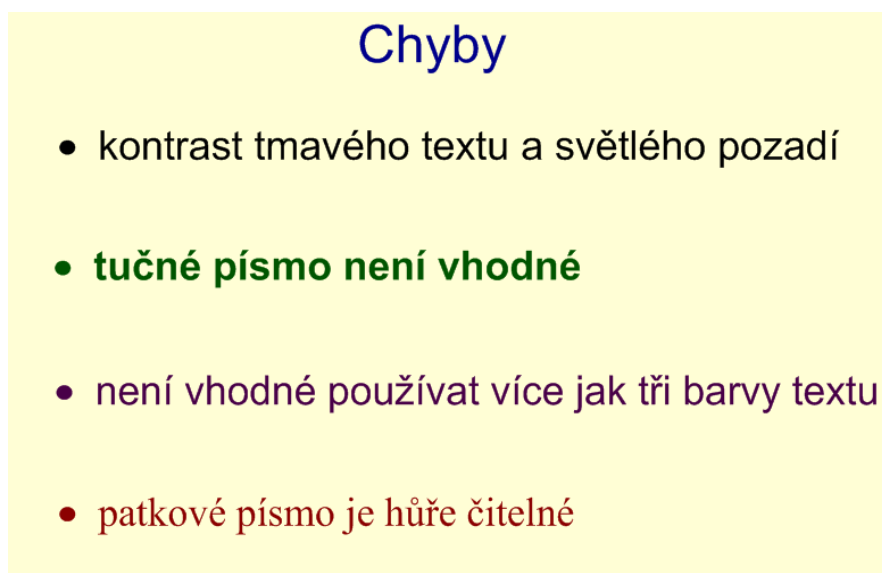 Chyby
• kontrast tmavého textu a světlého pozadí
• tučné písmo není vhodné
• není vhodné používat více jak tři barvy textu
• patkové písmo je hůře čitelné